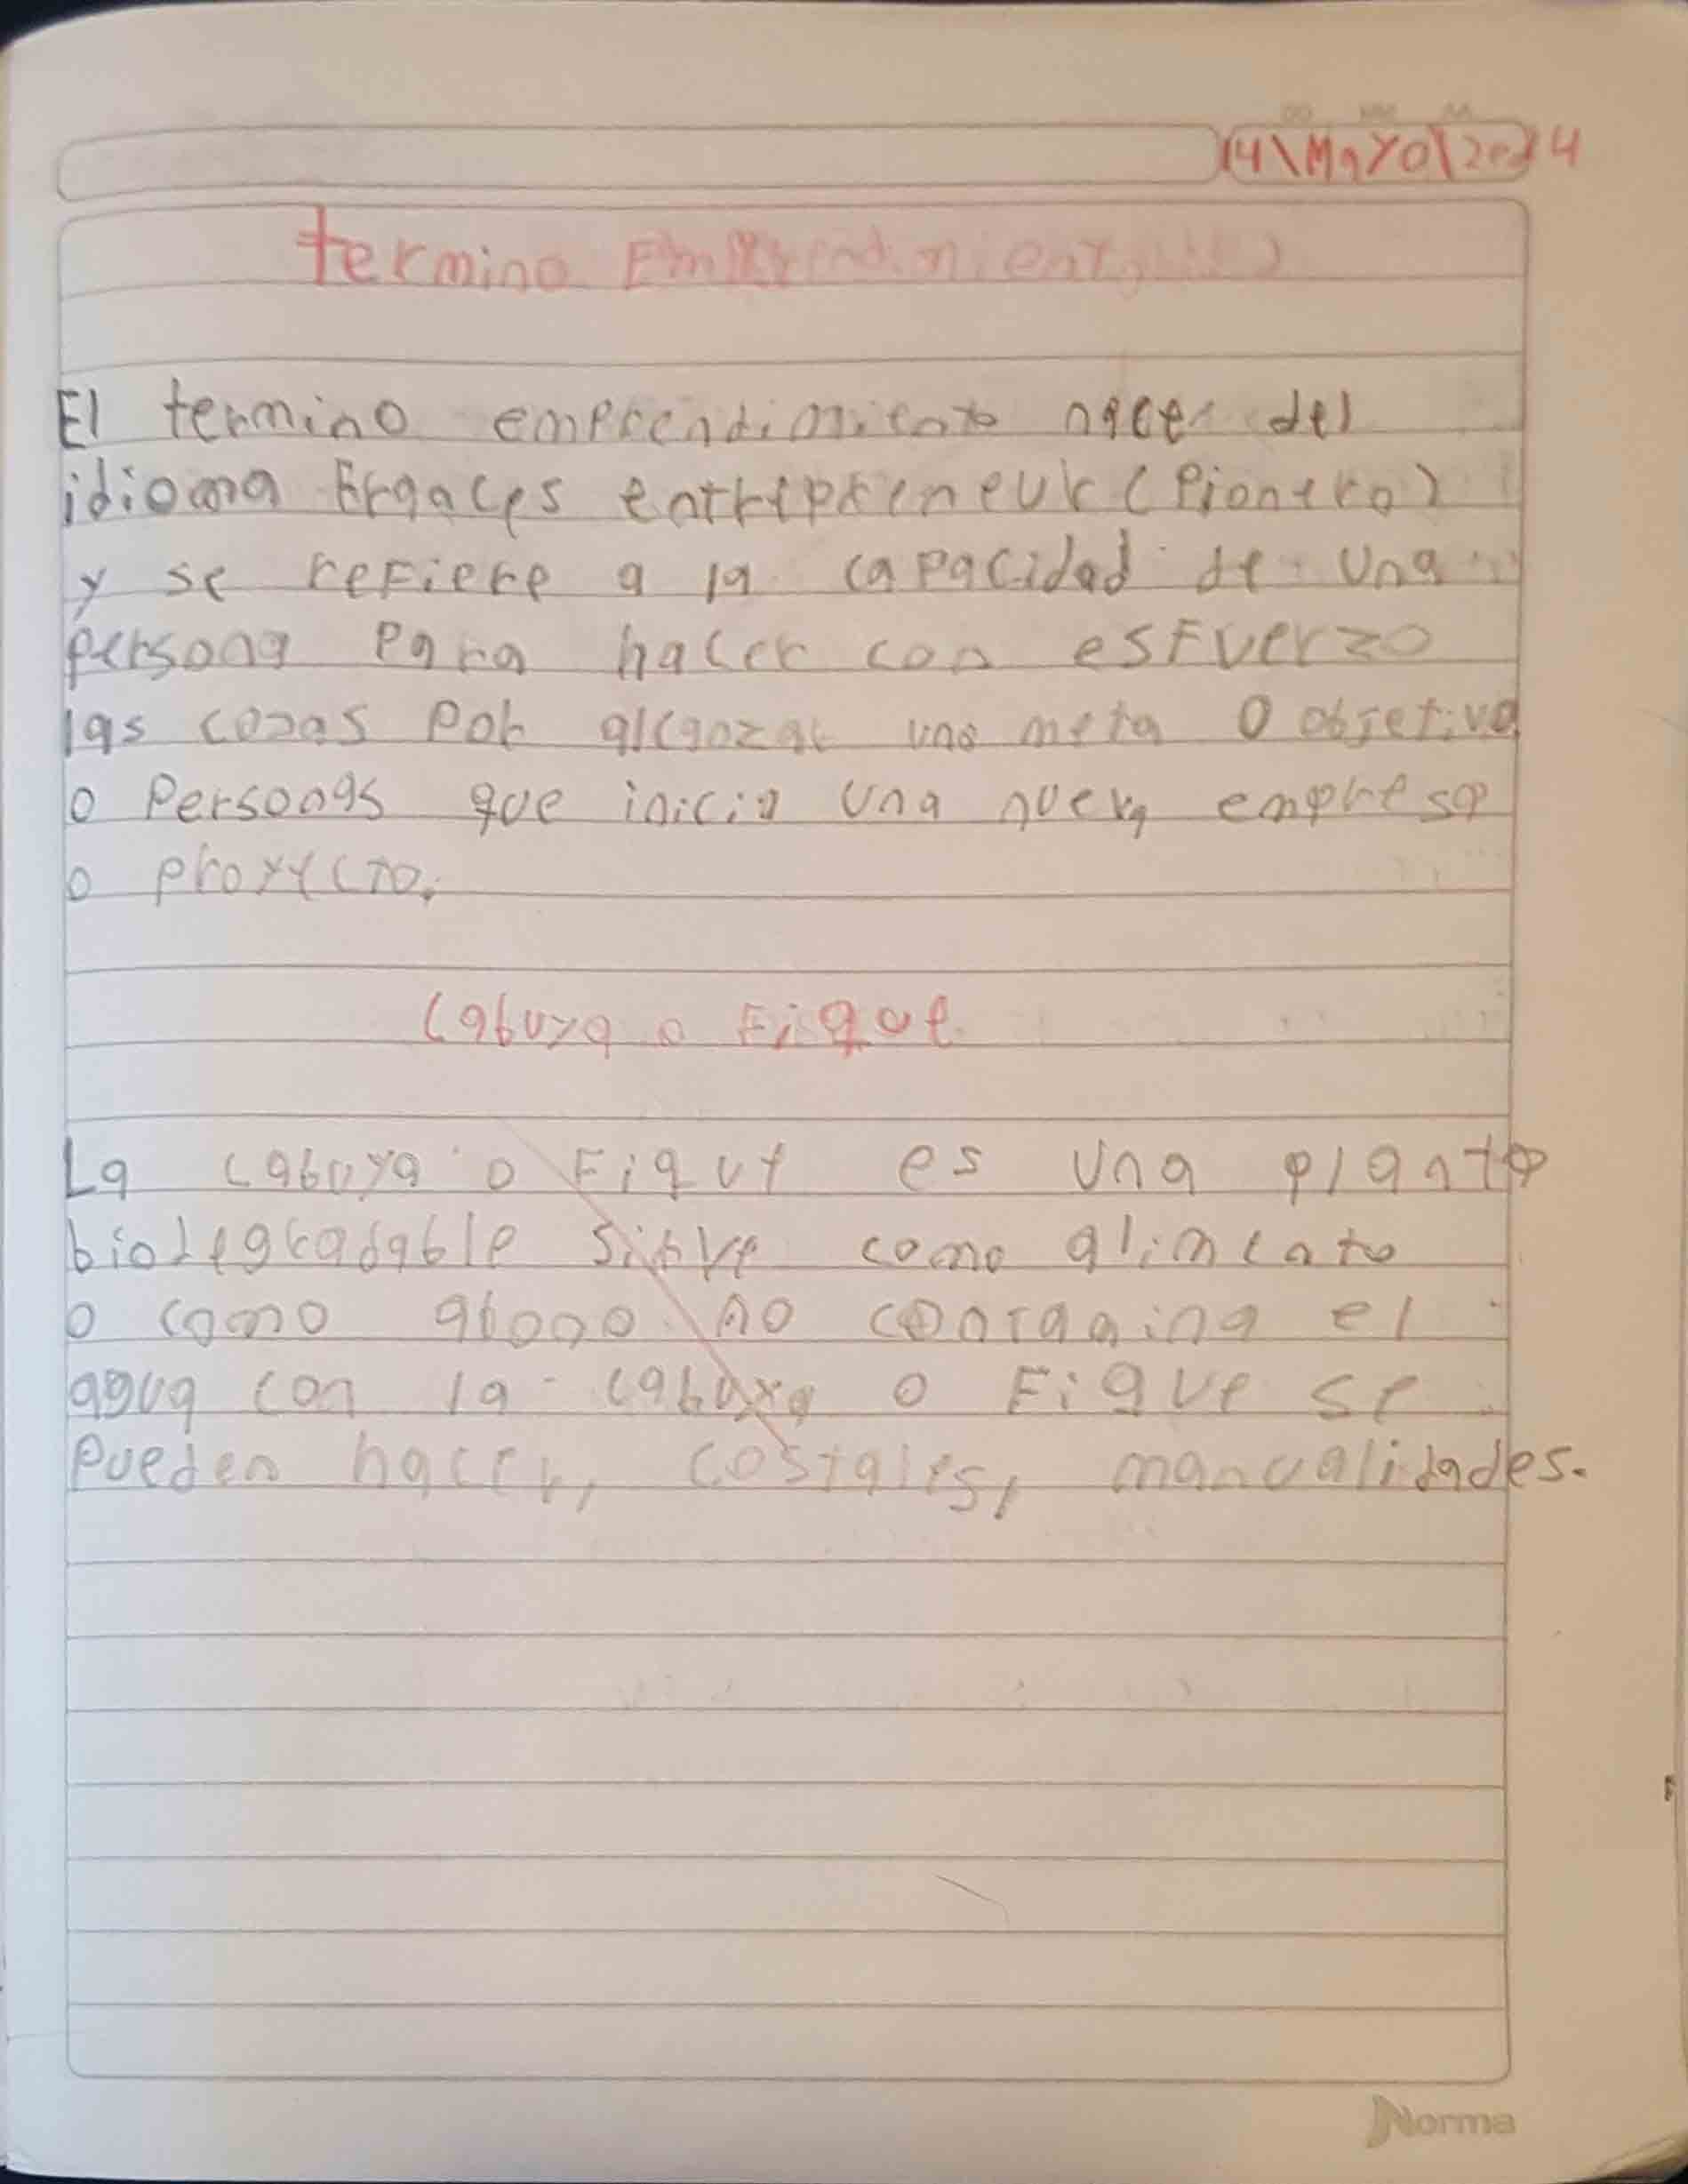 14\Mayo\2024
termino Emprendimiento
El termino emprendimiento nace del
idioma Frances entrepreneur (Pionero)
y se refiere a la capacidad de una
persona para hacer con esfuerzo
las cosas por alcanzar una meta o objetivo
o Personas que inicia una nueva empresa
o proyecto.
Cabuya o Fique
La cabuya o Fique es una planta
biodegradable sirve como alimento
o como abono no contamina el
agua con la cabuya o Fique se
Pueden hacer, costales, manualidades.
Norma